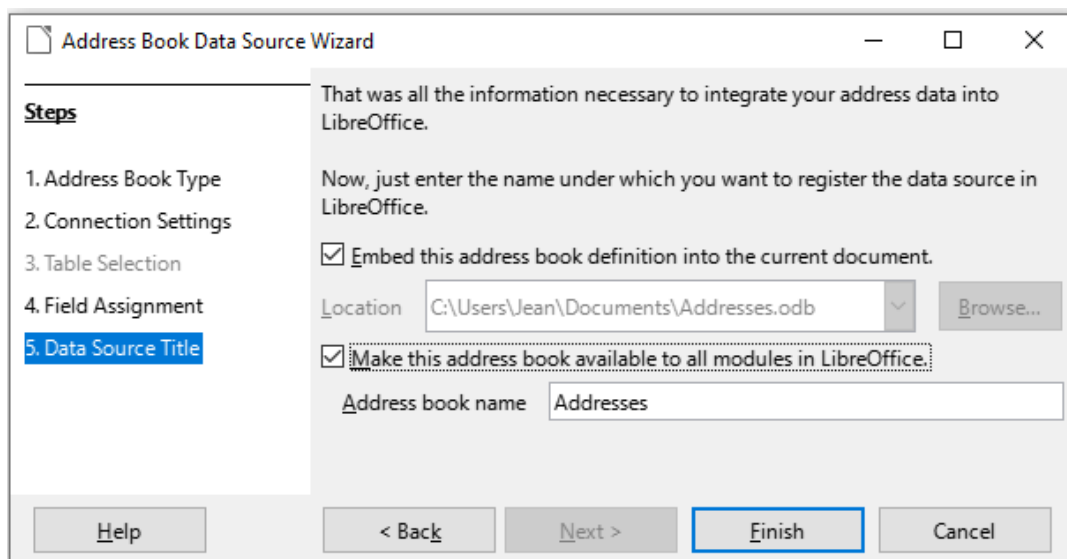 Address Book Data Source Wizard
Steps
1. Address Book Type
2. Connection Settings
3. Table Selection
4. Field Assignment
5. Data Source Title
That was all the information necessary to integrate your address data into
LibreOffice.
Now, just enter the name under which you want to register the data source in
LibreOffice.
Embed this address book definition into the current document.
Location C:\Users\Jean\Documents\Addresses.odb Browse...
Make this address book available to all modules in LibreOffice.
Address book name Addresses
Help < Back Next > Finish Cancel